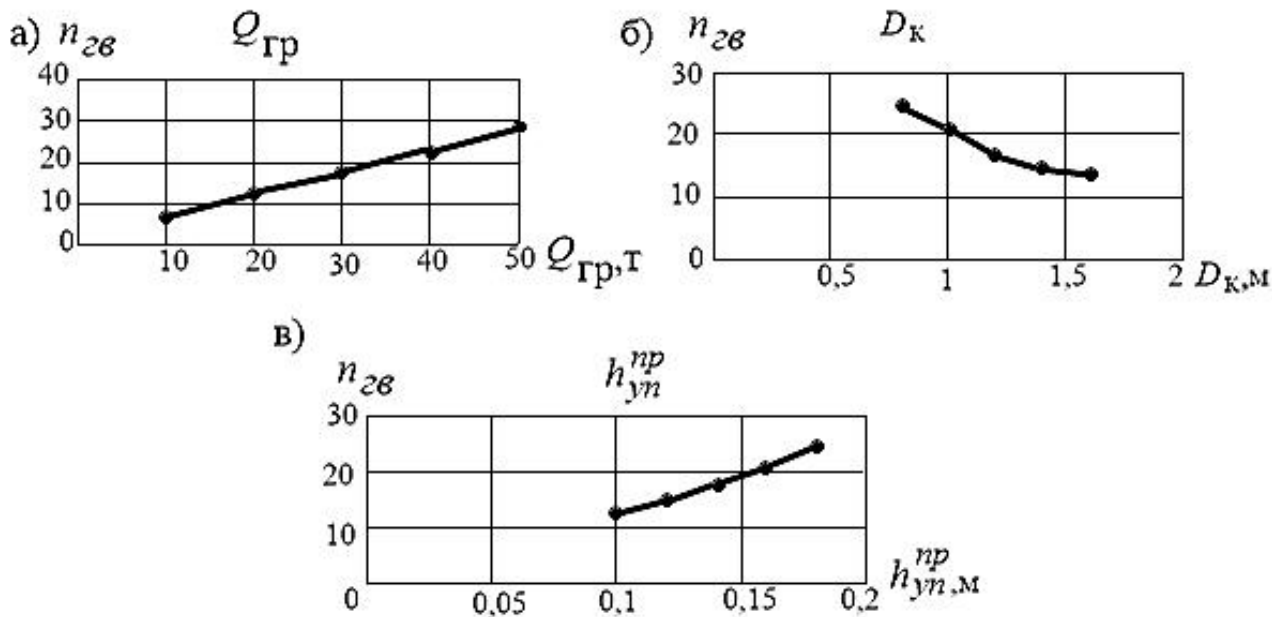 а) n_гв Q_гр
40
30
20
10
0
10 20 30 40 50 Q_гр,т
б) n_гв D_к
30
20
10
0
0,5 1 1,5 2 D_к,м
в)
n_гв h_уп^пр
30
20
10
0 0,05 0,1 0,15 0,2 h_уп^пр,м